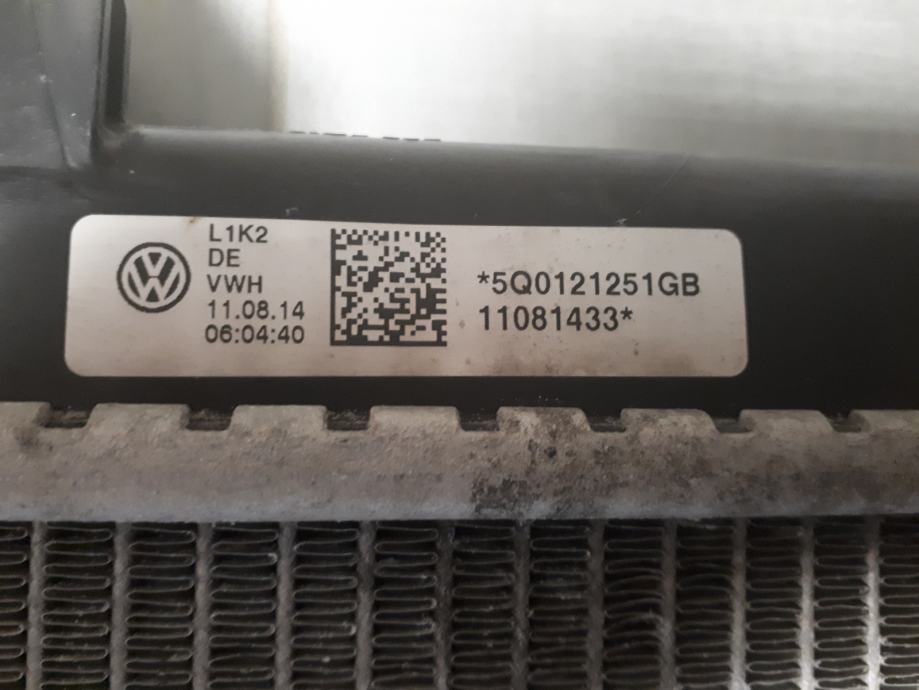 L1K2
DE
VWH
11.08.14
06:04:40
*5Q0121251GB
11081433*